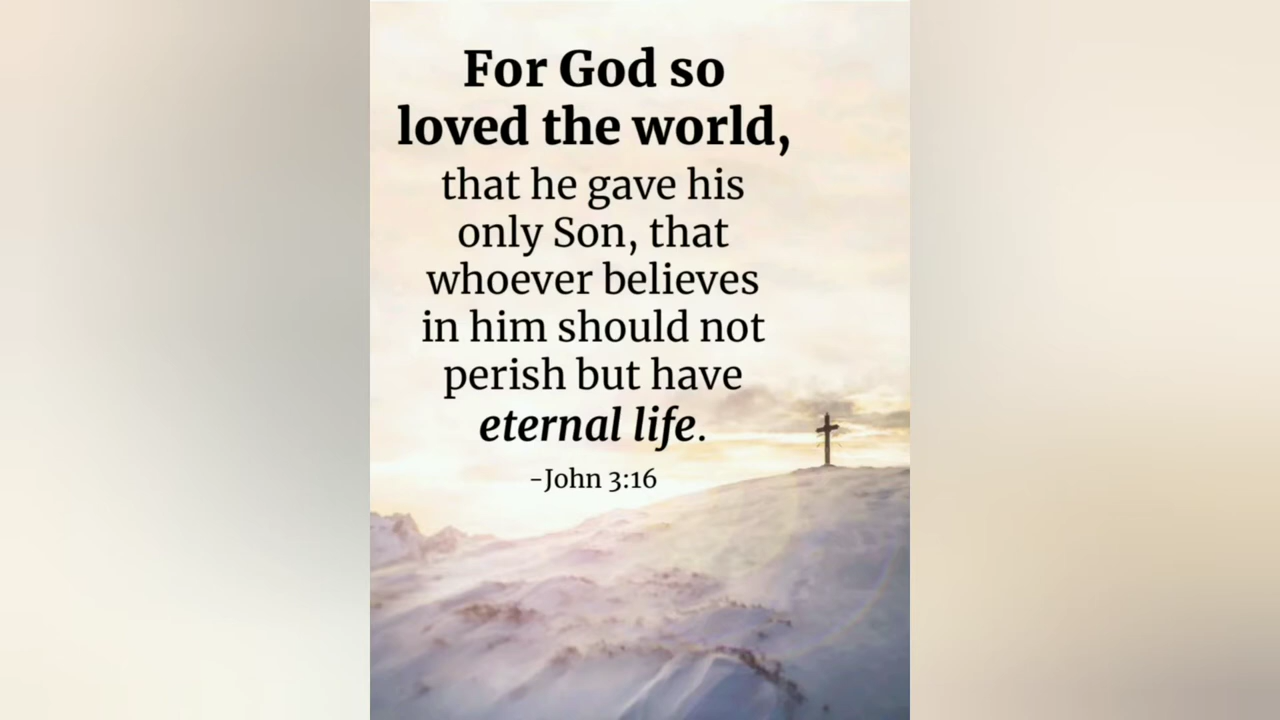 For God so
loved the world,
that he gave his
only Son, that
whoever believes
in him should not
perish but have
eternal life.
-John 3:16